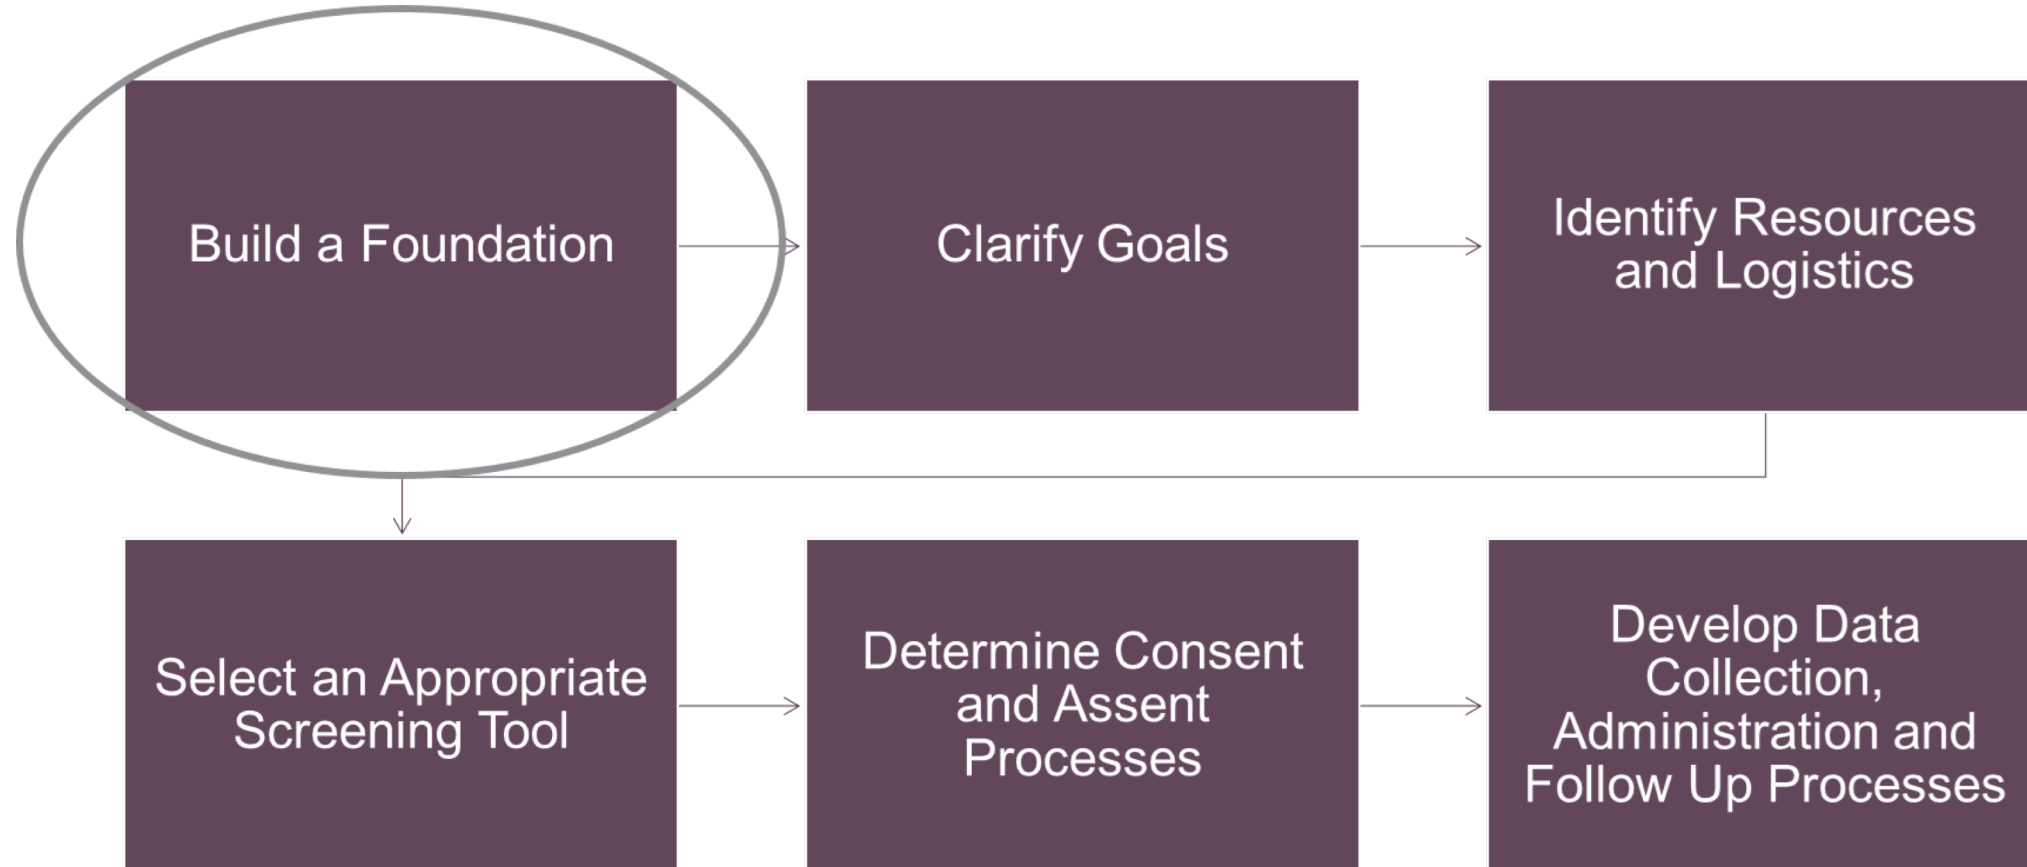 Build a Foundation
Clarify Goals
Identify Resources
and Logistics
Select an Appropriate
Screening Tool
Determine Consent
and Assent
Processes
Develop Data
Collection,
Administration and
Follow Up Processes